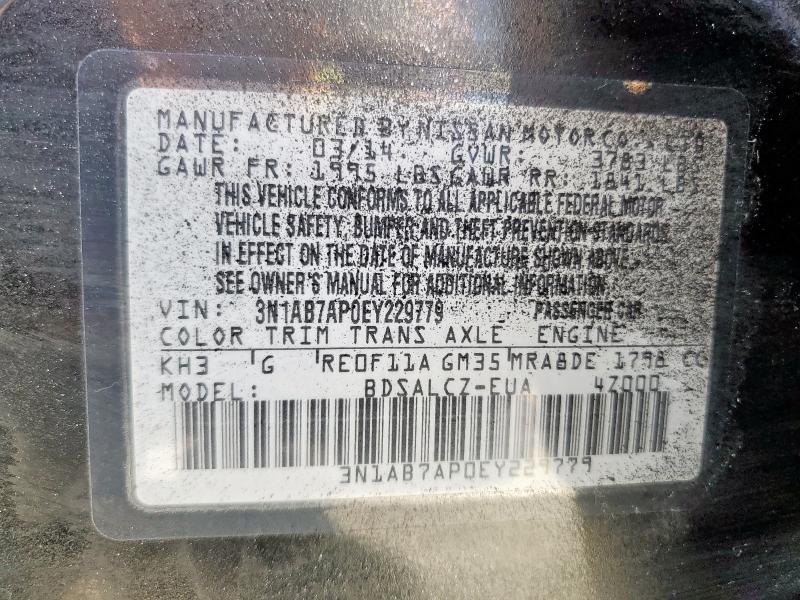 MANUFACTURED BY NISSAN MOTOR CO., LTD
DATE: 03/14 GVWR: 3783 LBS
GAWR FR: 1995 LBS GAWR RR: 1841 LBS
THIS VEHICLE CONFORMS TO ALL APPLICABLE FEDERAL MOTOR
VEHICLE SAFETY, BUMPER, AND THEFT PREVENTION STANDARDS
IN EFFECT ON THE DATE OF MANUFACTURE SHOWN ABOVE.
SEE OWNER'S MANUAL FOR ADDITIONAL INFORMATION.
VIN: 3N1AB7AP0EY229779 PASSENGER CAR
COLOR TRIM TRANS AXLE ENGINE
KH3 G RE0F11A GM35 MRA8DE 1798 CC
MODEL: BDSALCZ-EUA 4Z000
3N1AB7AP0EY229779